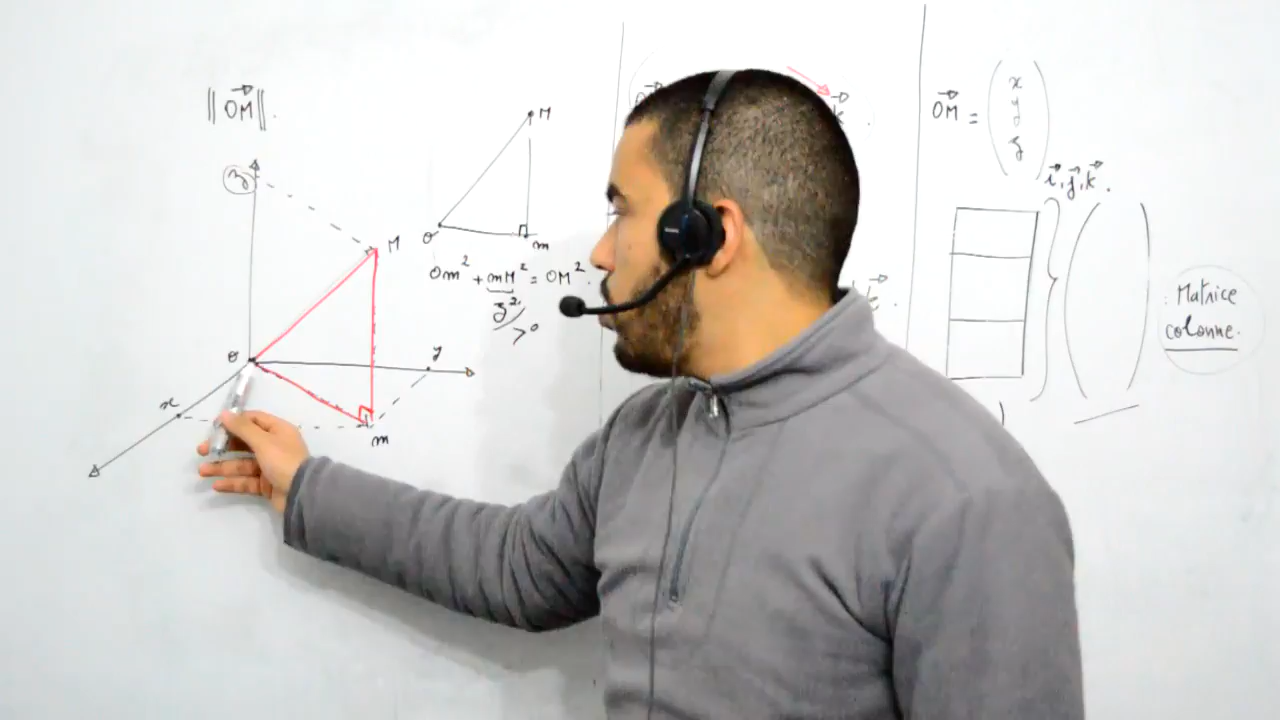 ‖OM⃗‖.
z
M
o
y
x
m
M
o
m
Om² + mM² = OM².
z²
>0
k⃗ .
k⃗ .
OM⃗ = ( x y z )
i⃗, j⃗, k⃗ .
: Matrice
colonne.